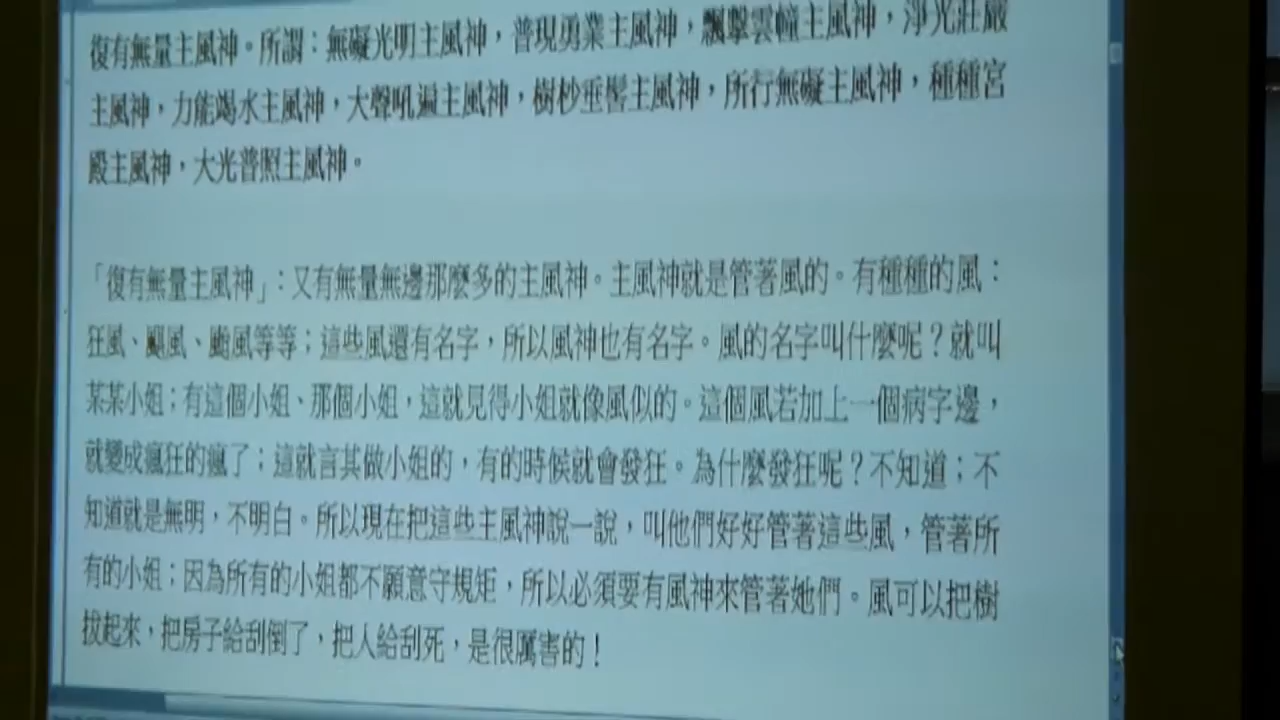 復有無量主風神。所謂：無礙光明主風神，普現勇業主風神，飄擊雲幢主風神，淨光莊嚴
主風神，力能竭水主風神，大聲吼遍主風神，樹杪垂髻主風神，所行無礙主風神，種種宮
殿主風神，大光普照主風神。
「復有無量主風神」：又有無量無邊那麼多的主風神。主風神就是管著風的。有種種的風：
狂風、颶風、颱風等等；這些風還有名字，所以風神也有名字。風的名字叫什麼呢？就叫
某某小姐；有這個小姐、那個小姐，這就見得小姐就像風似的。這個風若加上一個病字邊，
就變成瘋狂的瘋了；這就言其做小姐的，有的時候就會發狂。為什麼發狂呢？不知道；不
知道就是無明，不明白。所以現在把這些主風神說一說，叫他們好好管著這些風，管著所
有的小姐；因為所有的小姐都不願意守規矩，所以必須要有風神來管著她們。風可以把樹
拔起來，把房子給刮倒了，把人給刮死，是很厲害的！